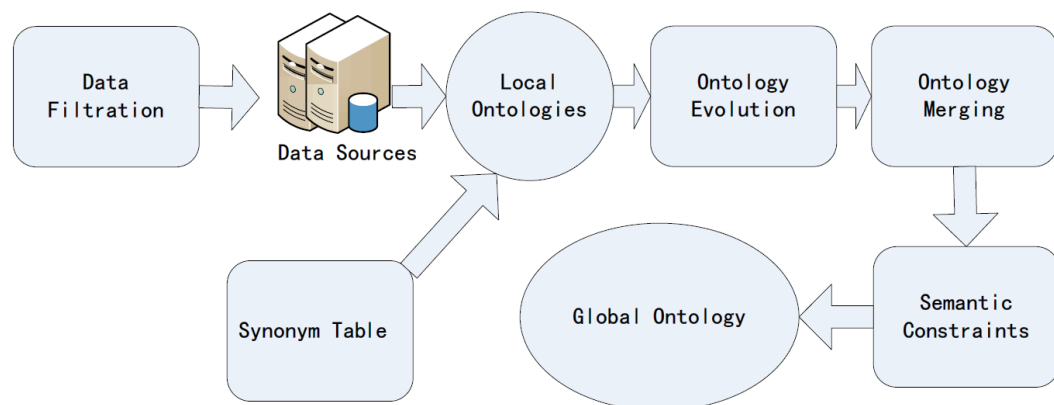 Data
Filtration
Data Sources
Local
Ontologies
Ontology
Evolution
Ontology
Merging
Synonym Table
Global Ontology
Semantic
Constraints